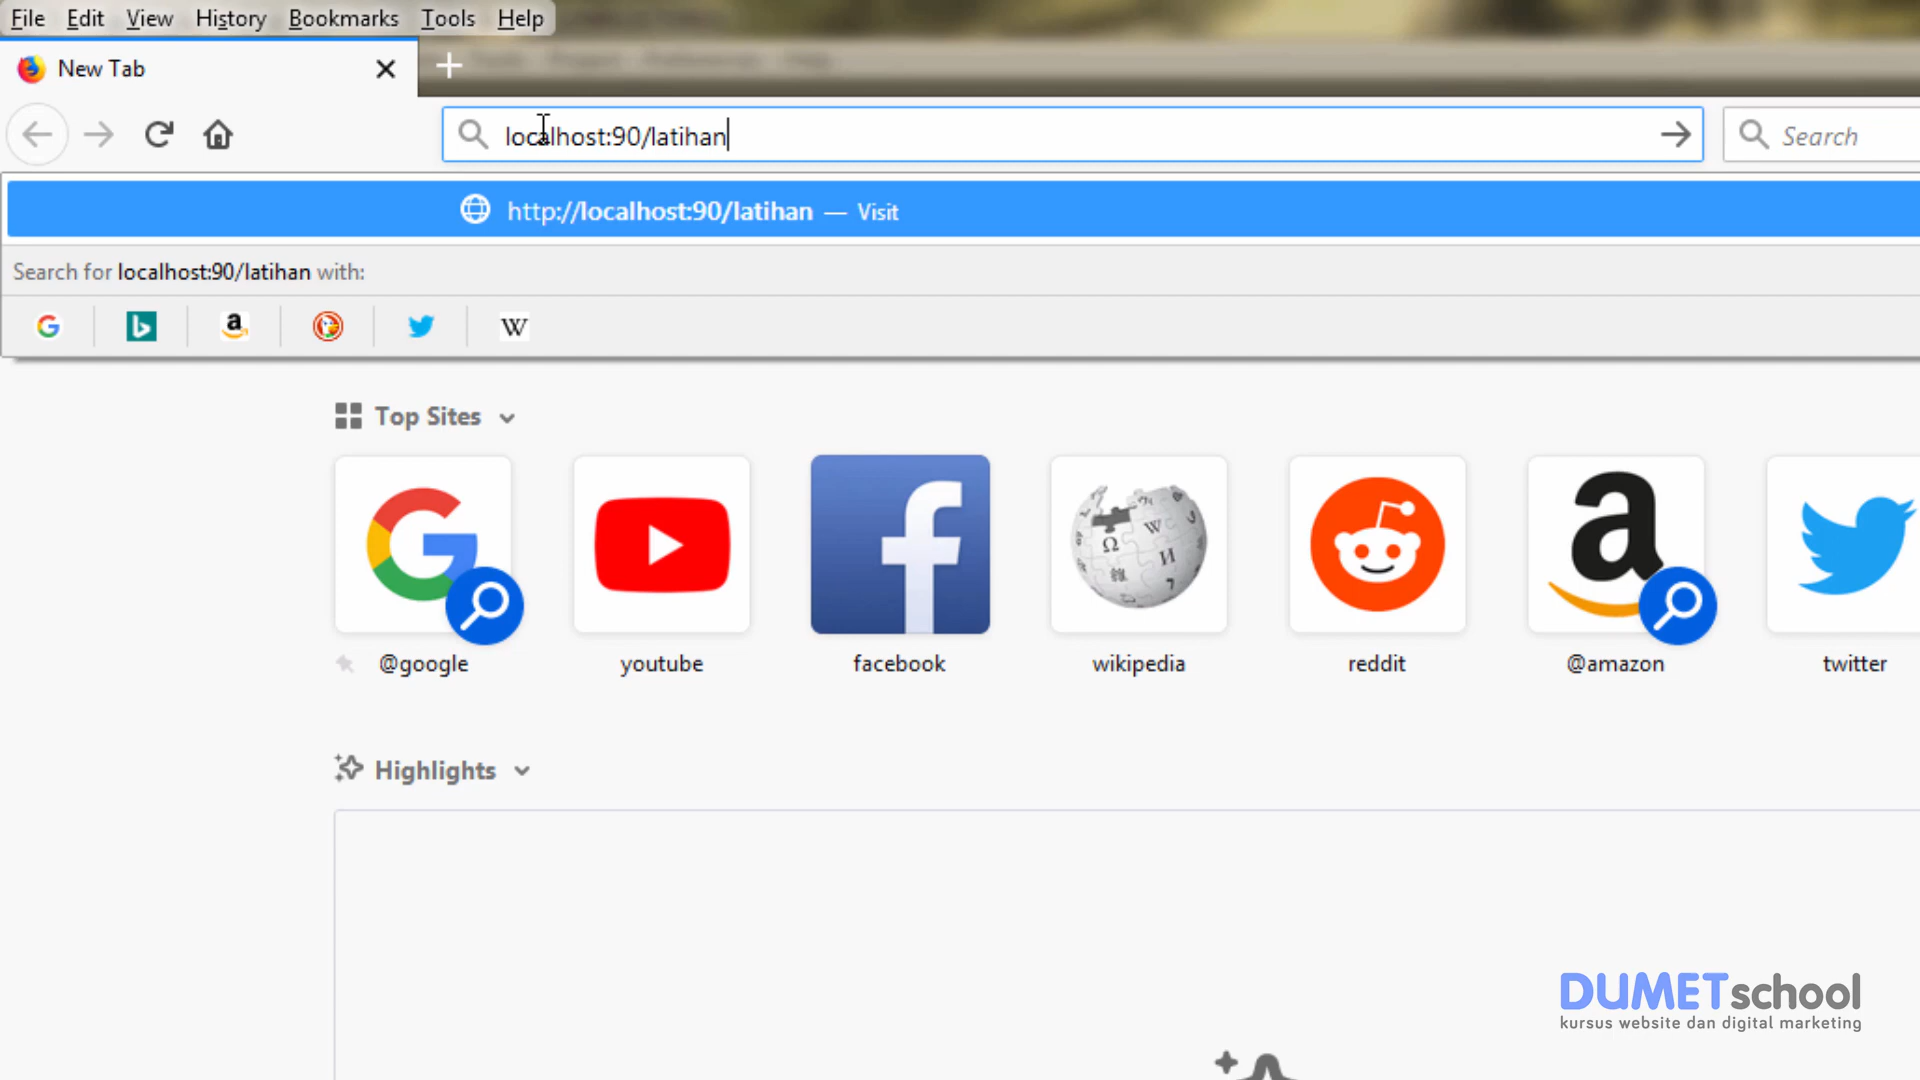 File Edit View History Bookmarks Tools Help
New Tab
localhost:90/latihan
Search
http://localhost:90/latihan — Visit
Search for localhost:90/latihan with:
Top Sites
@google youtube facebook wikipedia reddit @amazon twitter
Highlights
DUMETschool
kursus website dan digital marketing